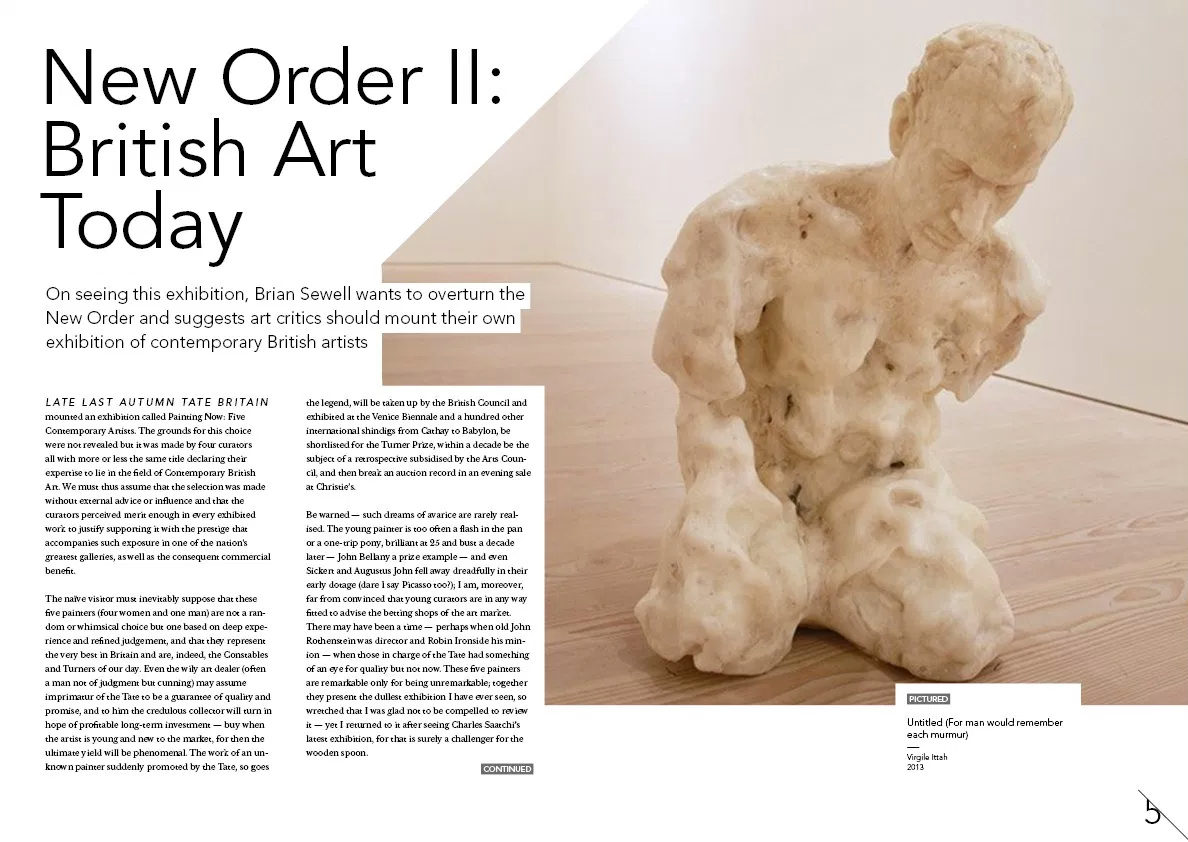 New Order II:
British Art
Today
On seeing this exhibition, Brian Sewell wants to overturn the
New Order and suggests art critics should mount their own
exhibition of contemporary British artists
LATE LAST AUTUMN TATE BRITAIN
mounted an exhibition called Painting Now: Five
Contemporary Artists. The grounds for this choice
were not revealed but it was made by four curators
all with more or less the same title declaring their
expertise to lie in the field of Contemporary British
Art. We must thus assume that the selection was made
without external advice or influence and that the
curators perceived merit enough in every exhibited
work to justify supporting it with the prestige that
accompanies such exposure in one of the nation's
greatest galleries, as well as the consequent commercial
benefit.
The naïve visitor must inevitably suppose that these
five painters (four women and one man) are not a ran-
dom or whimsical choice but one based on deep expe-
rience and refined judgement, and that they represent
the very best in Britain and are, indeed, the Constables
and Turners of our day. Even the wily art dealer (often
a man not of judgment but cunning) may assume
imprimatur of the Tate to be a guarantee of quality and
promise, and to him the credulous collector will turn in
hope of profitable long-term investment — buy when
the artist is young and new to the market, for then the
ultimate yield will be phenomenal. The work of an un-
known painter suddenly promoted by the Tate, so goes
the legend, will be taken up by the British Council and
exhibited at the Venice Biennale and a hundred other
international shindigs from Cathay to Babylon, be
shortlisted for the Turner Prize, within a decade be the
subject of a retrospective subsidised by the Arts Coun-
cil, and then break an auction record in an evening sale
at Christie's.
Be warned — such dreams of avarice are rarely real-
ised. The young painter is too often a flash in the pan
or a one-trip pony, brilliant at 25 and bust a decade
later — John Bellany a prize example — and even
Sickert and Augustus John fell away dreadfully in their
early dotage (dare I say Picasso too?); I am, moreover,
far from convinced that young curators are in any way
fitted to advise the betting shops of the art market.
There may have been a time — perhaps when old John
Rothenstein was director and Robin Ironside his min-
ion — when those in charge of the Tate had something
of an eye for quality but not now. These five painters
are remarkable only for being unremarkable; together
they present the dullest exhibition I have ever seen, so
wretched that I was glad not to be compelled to review
it — yet I returned to it after seeing Charles Saatchi's
latest exhibition, for that is surely a challenger for the
wooden spoon.
CONTINUED
PICTURED
Untitled (For man would remember
each murmur)
Virgile Ittah
2013
5